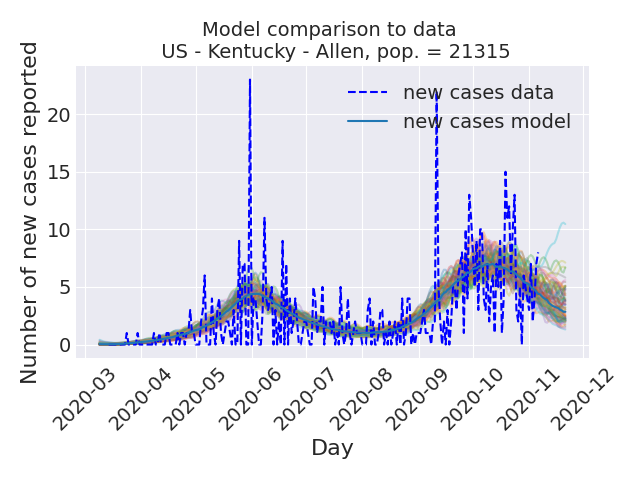 Model comparison to data
US - Kentucky - Allen, pop. = 21315
Number of new cases reported
20
15
10
5
0
new cases data
new cases model
2020-03
2020-04
2020-05
2020-06
2020-07
2020-08
2020-09
2020-10
2020-11
2020-12
Day